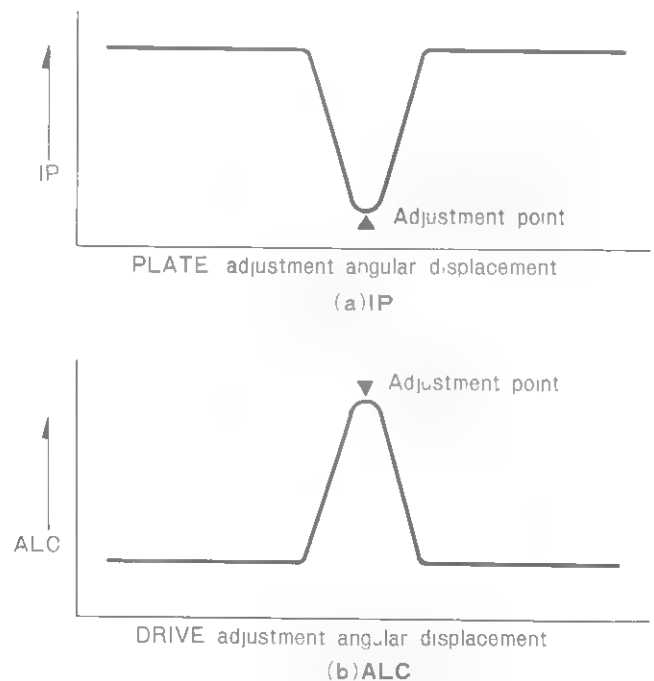 IP
Adjustment point
PLATE adjustment angular displacement
(a)IP
Adjustment point
ALC
DRIVE adjustment angular displacement
(b)ALC